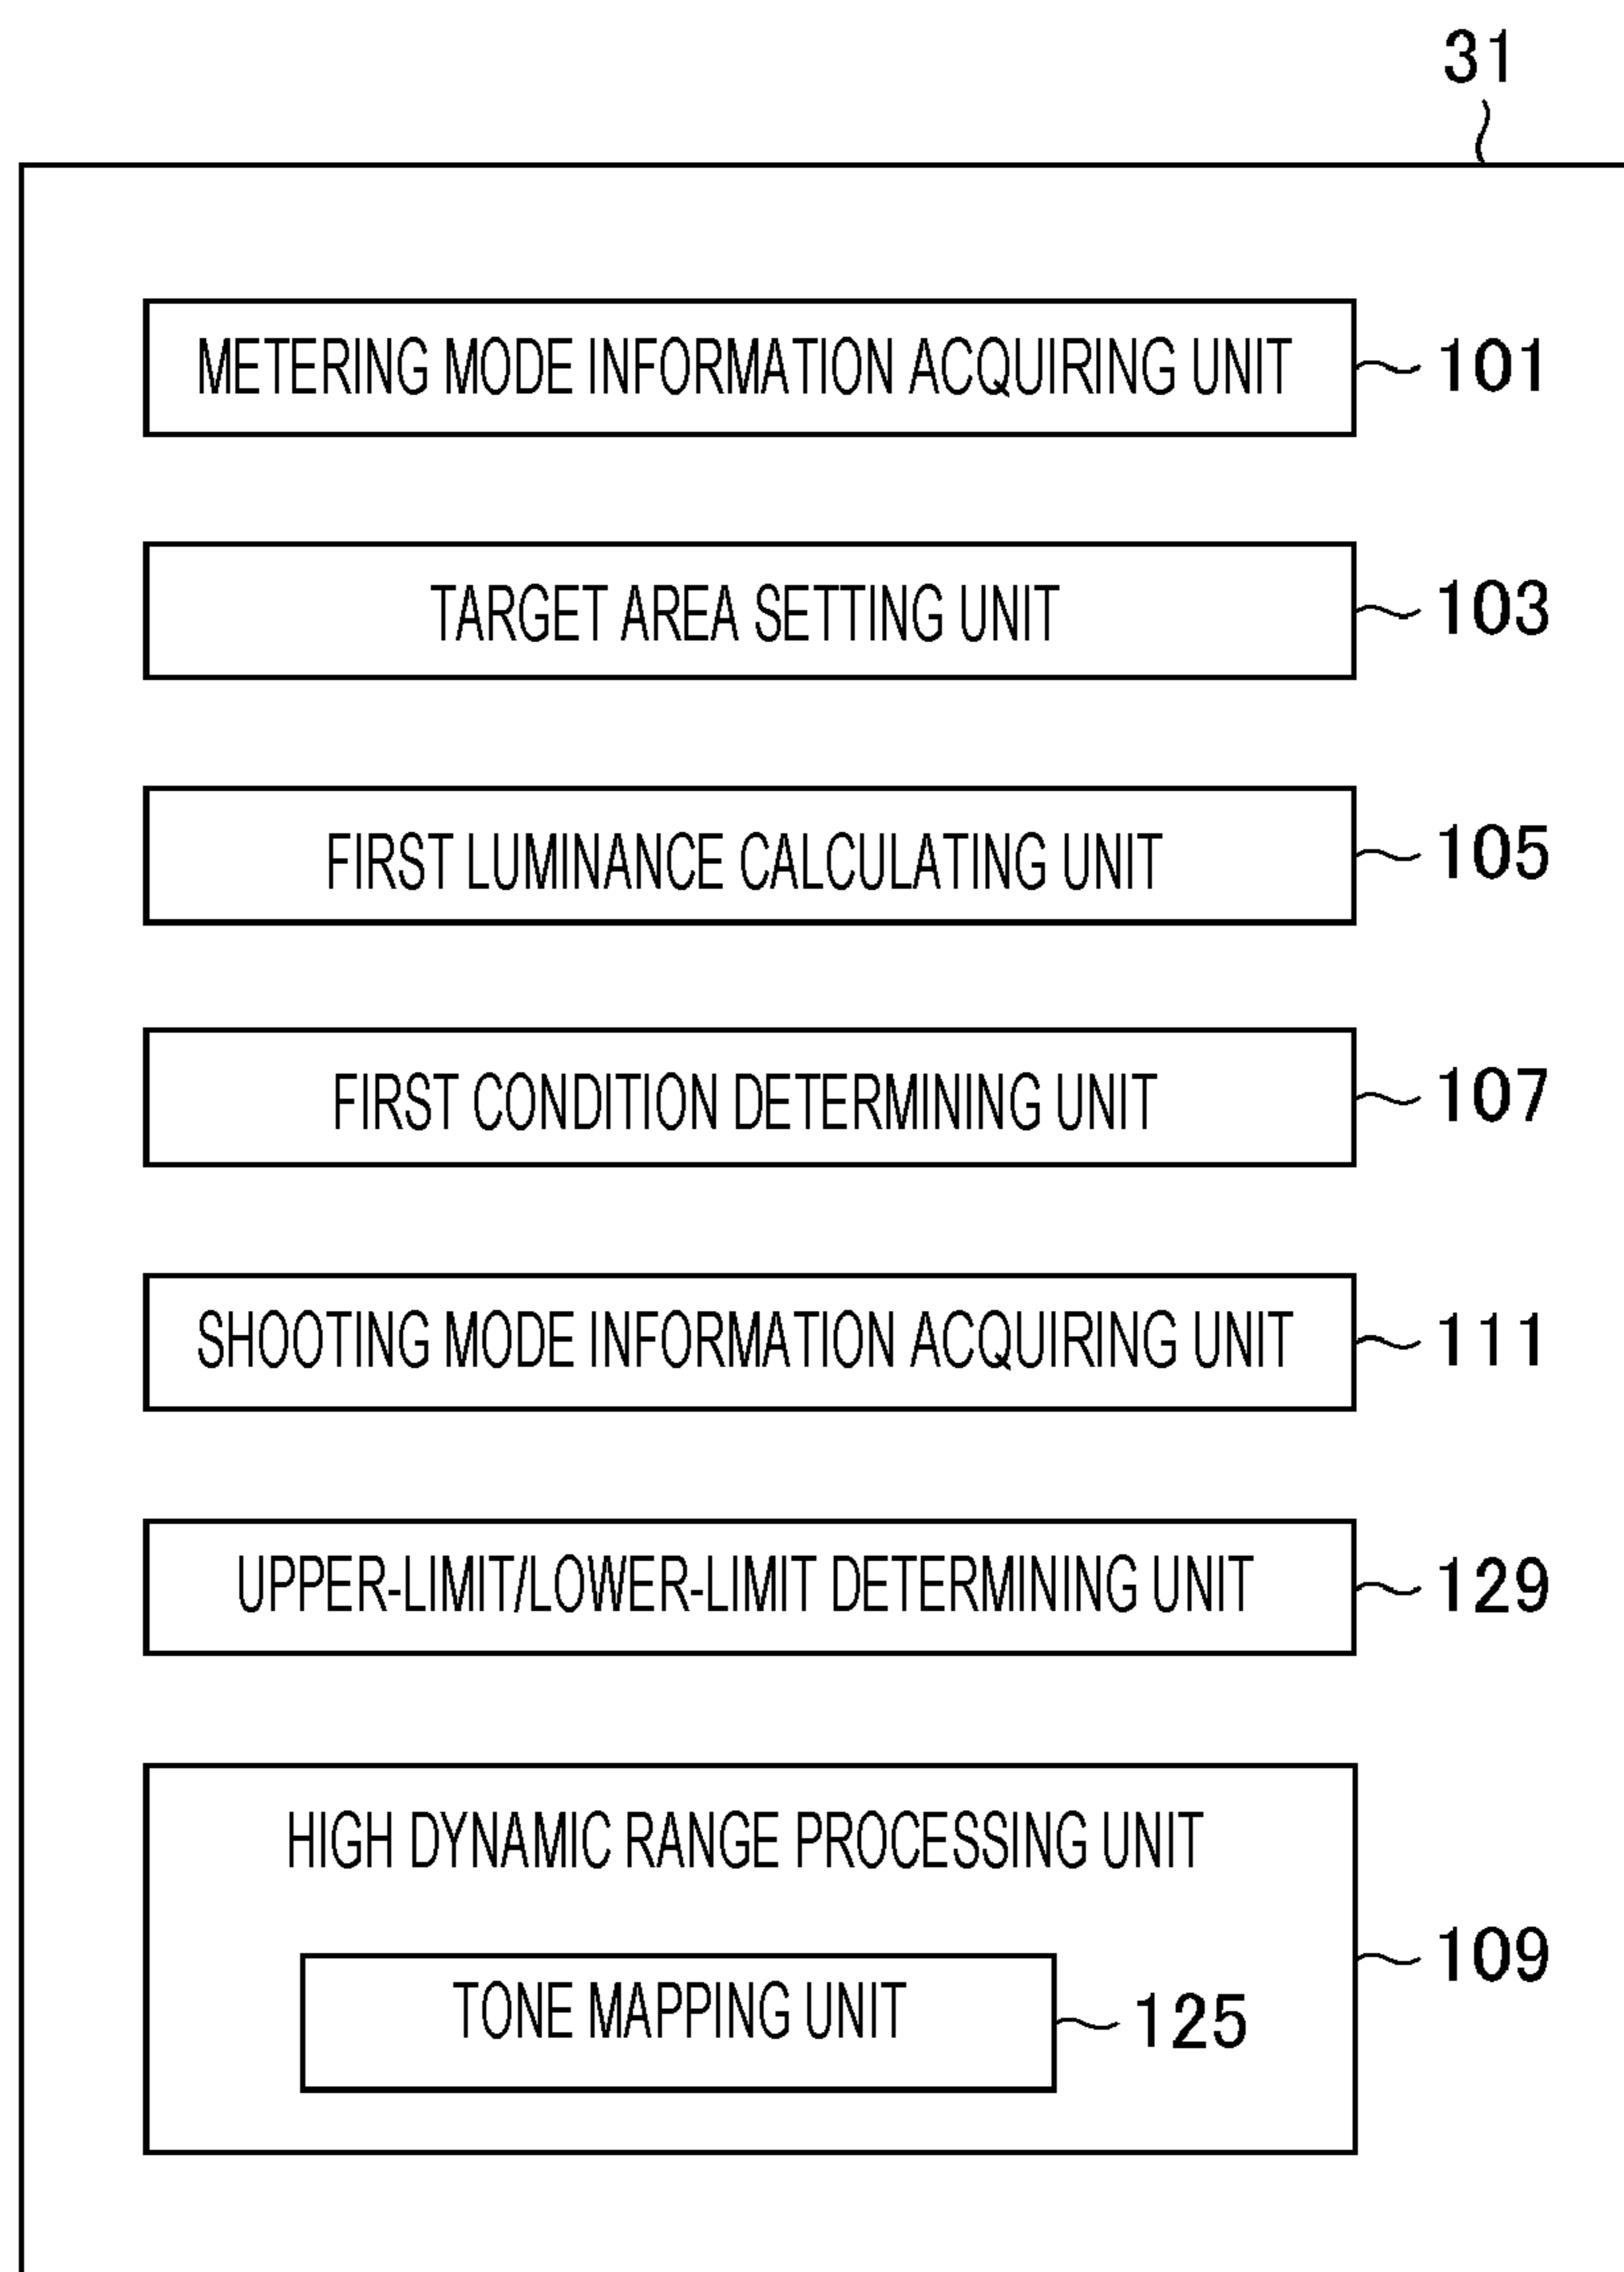 31
METERING MODE INFORMATION ACQUIRING UNIT 101
TARGET AREA SETTING UNIT 103
FIRST LUMINANCE CALCULATING UNIT 105
FIRST CONDITION DETERMINING UNIT 107
SHOOTING MODE INFORMATION ACQUIRING UNIT 111
UPPER-LIMIT/LOWER-LIMIT DETERMINING UNIT 129
HIGH DYNAMIC RANGE PROCESSING UNIT
109
TONE MAPPING UNIT 125